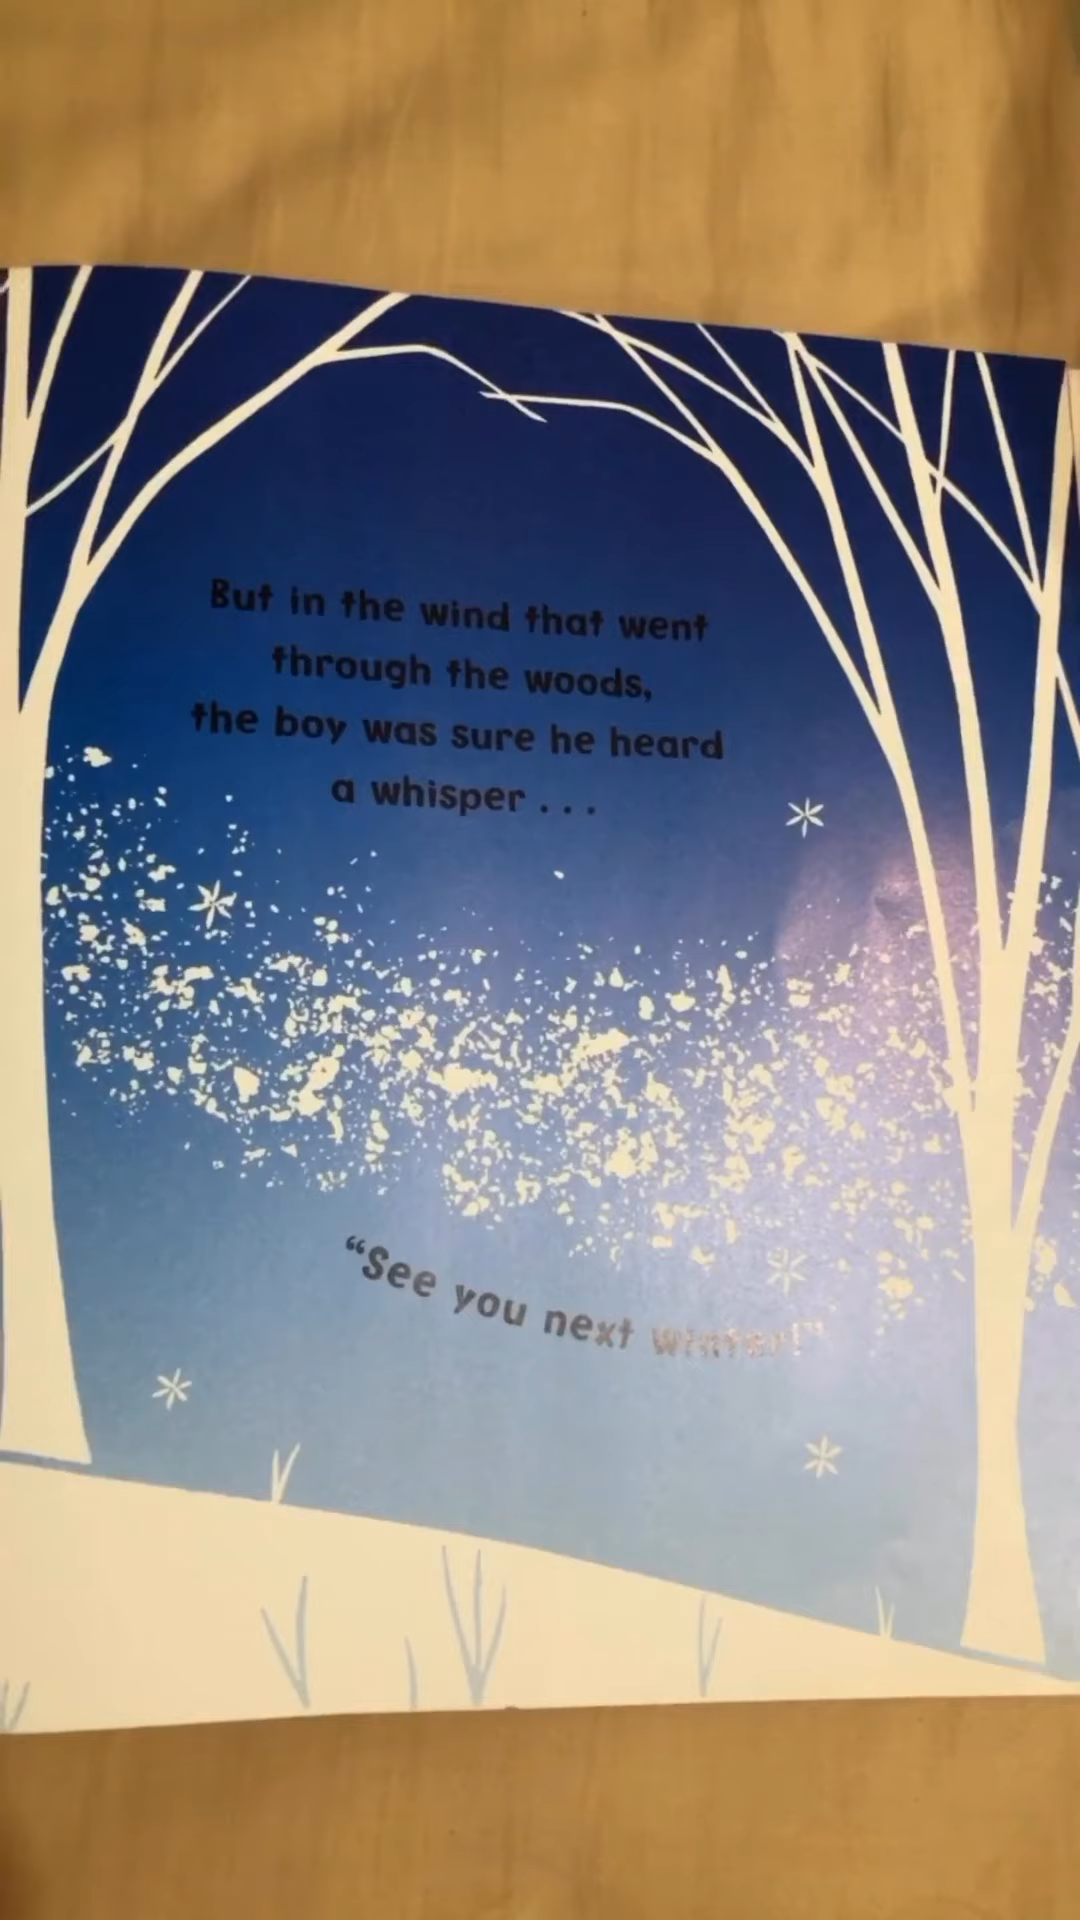 But in the wind that went
through the woods,
the boy was sure he heard
a whisper . . .
“See you next winter!”